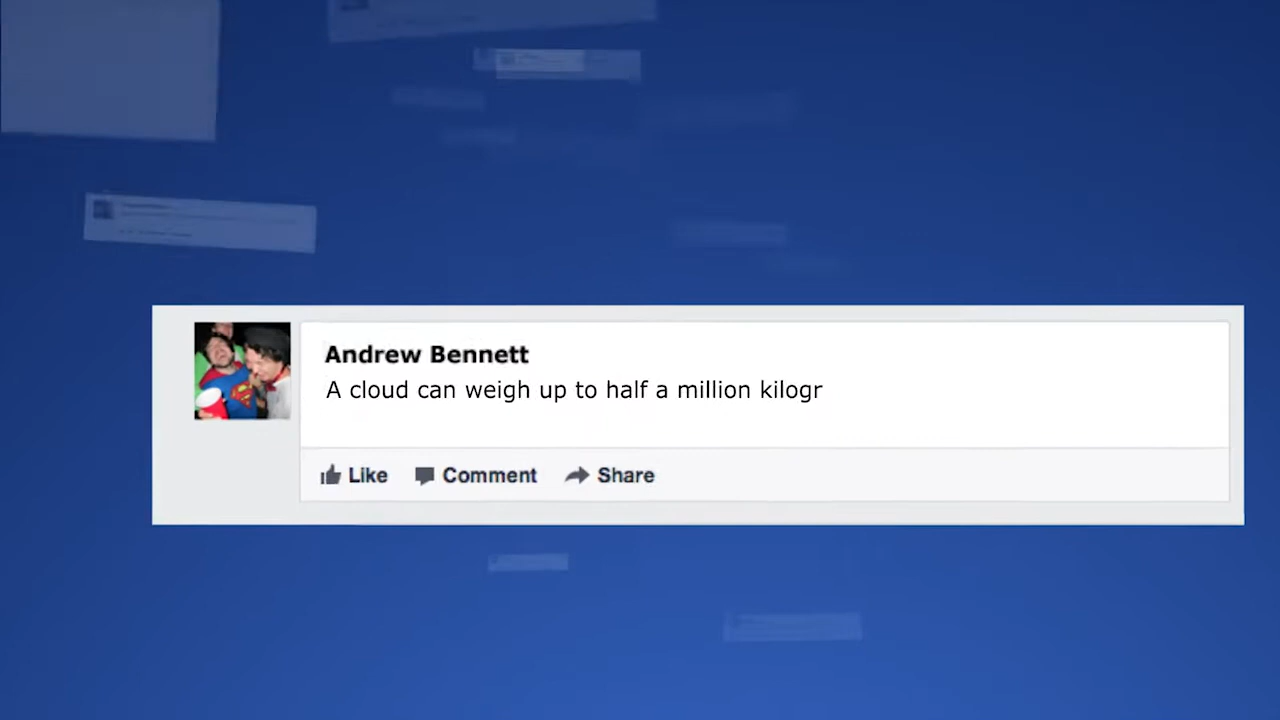 Andrew Bennett
A cloud can weigh up to half a million kilogr
Like Comment Share